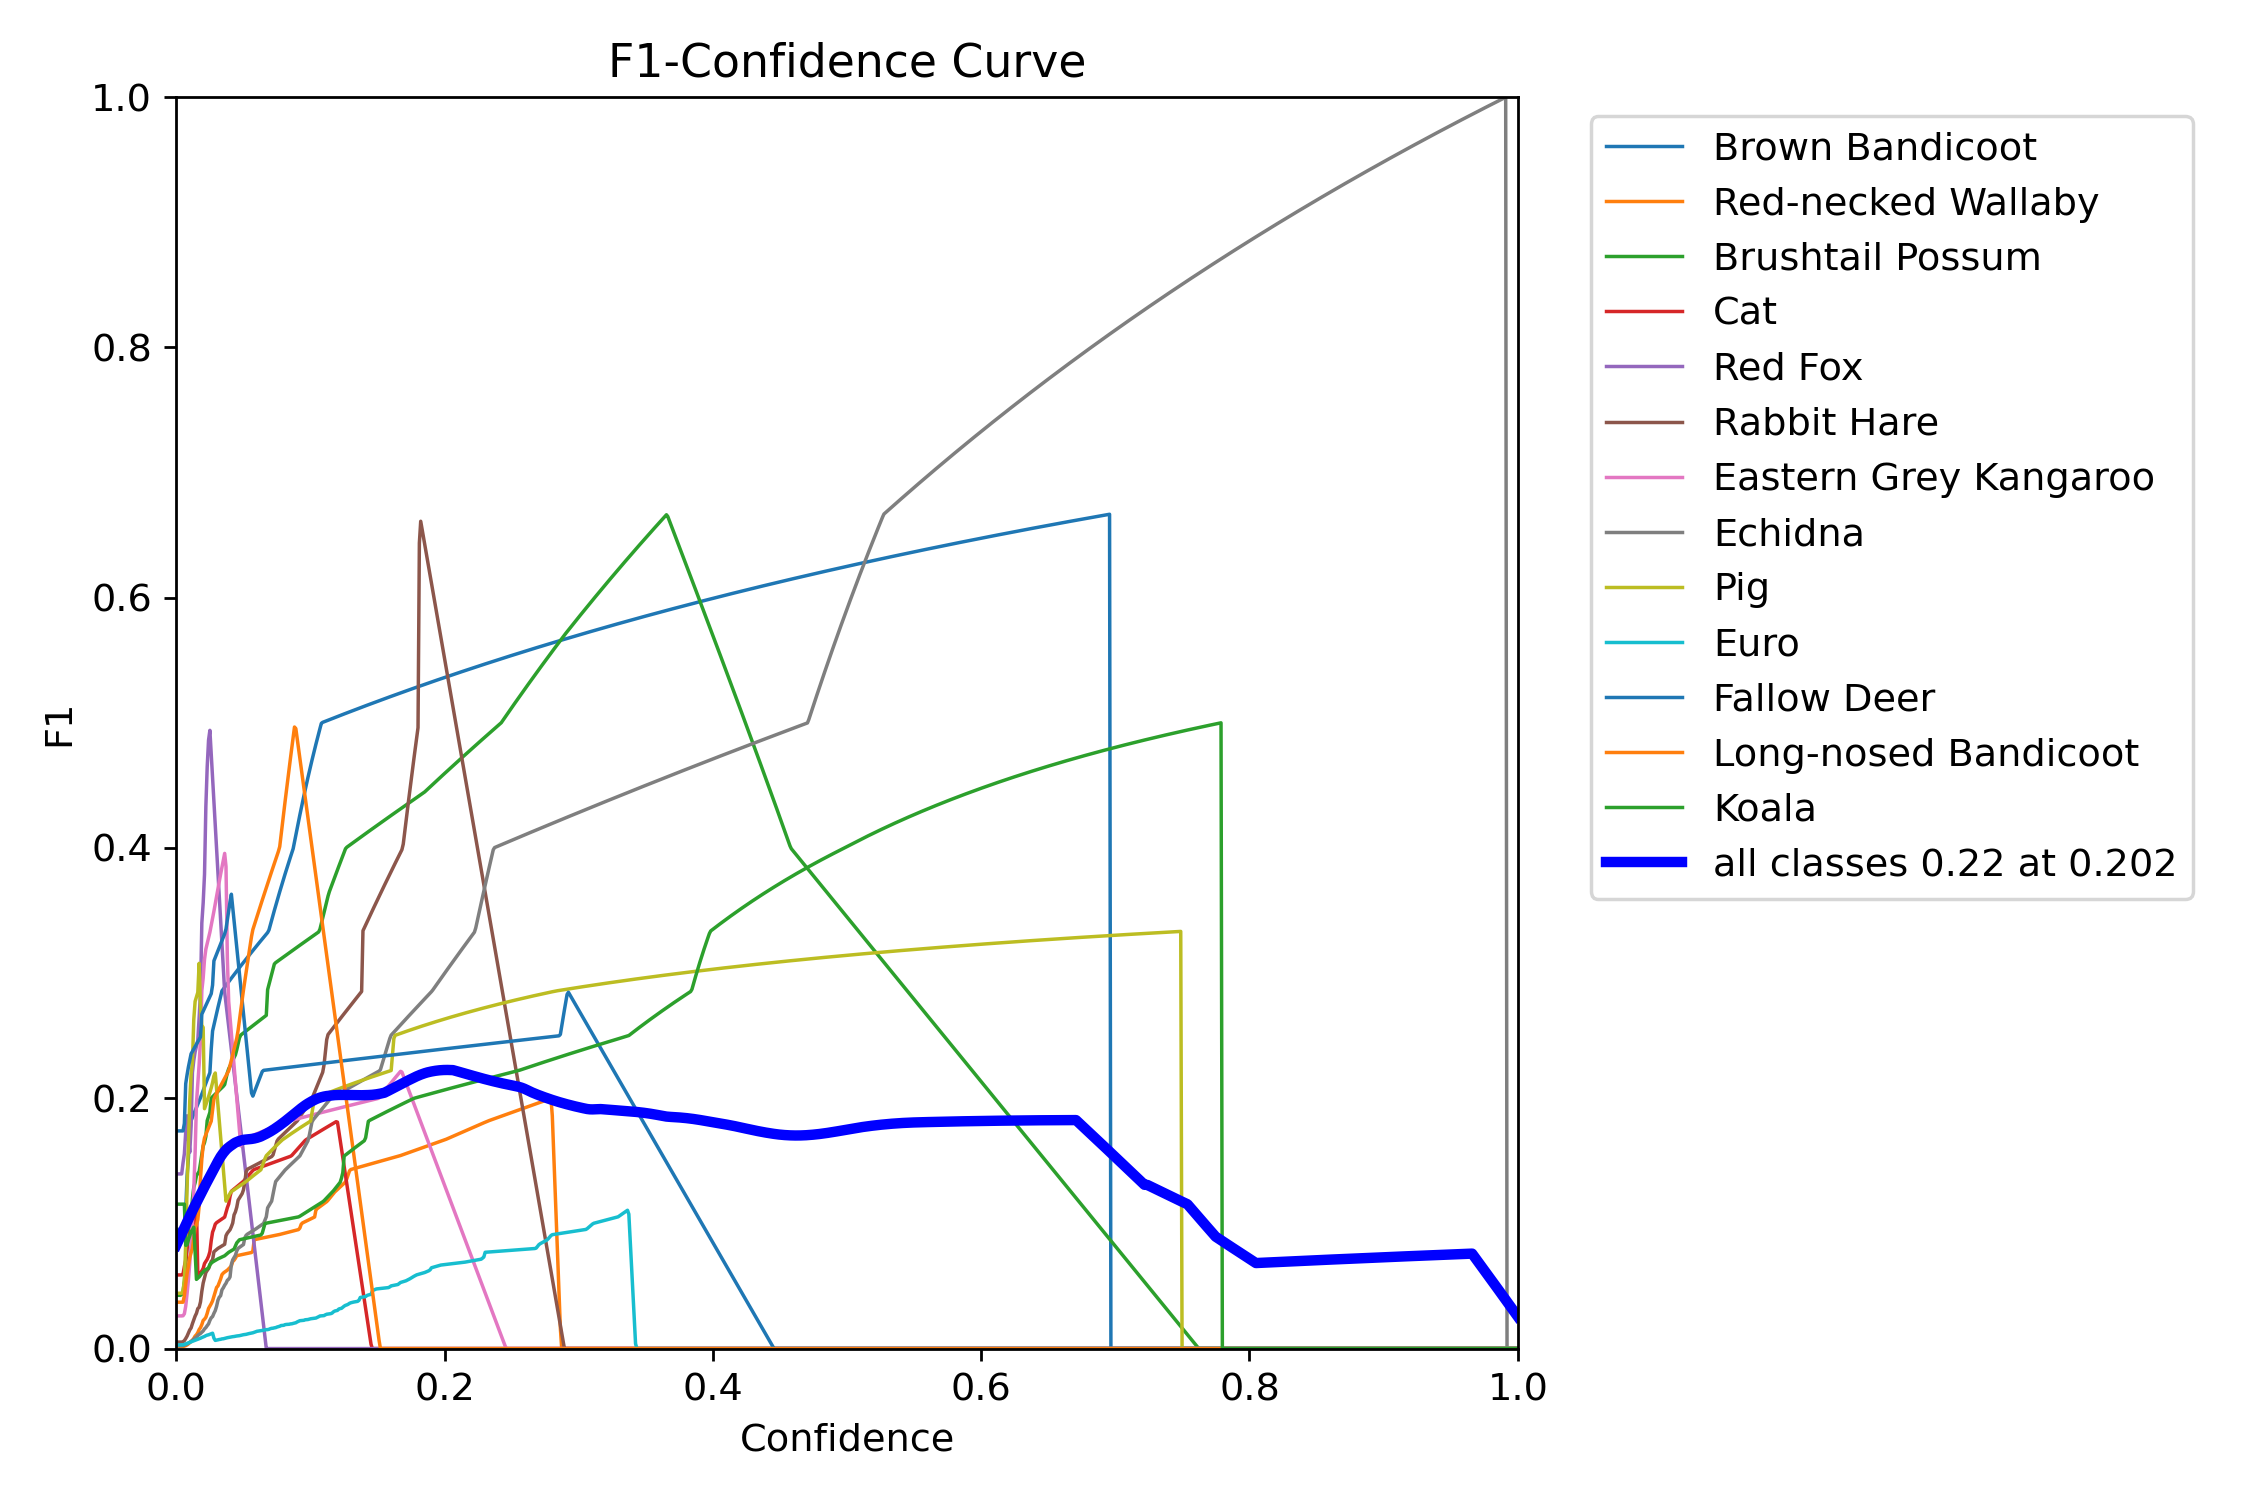 F1-Confidence Curve
1.0
0.8
0.6
0.4
0.2
0.0
F1
0.0 0.2 0.4 0.6 0.8 1.0
Confidence
Brown Bandicoot
Red-necked Wallaby
Brushtail Possum
Cat
Red Fox
Rabbit Hare
Eastern Grey Kangaroo
Echidna
Pig
Euro
Fallow Deer
Long-nosed Bandicoot
Koala
all classes 0.22 at 0.202